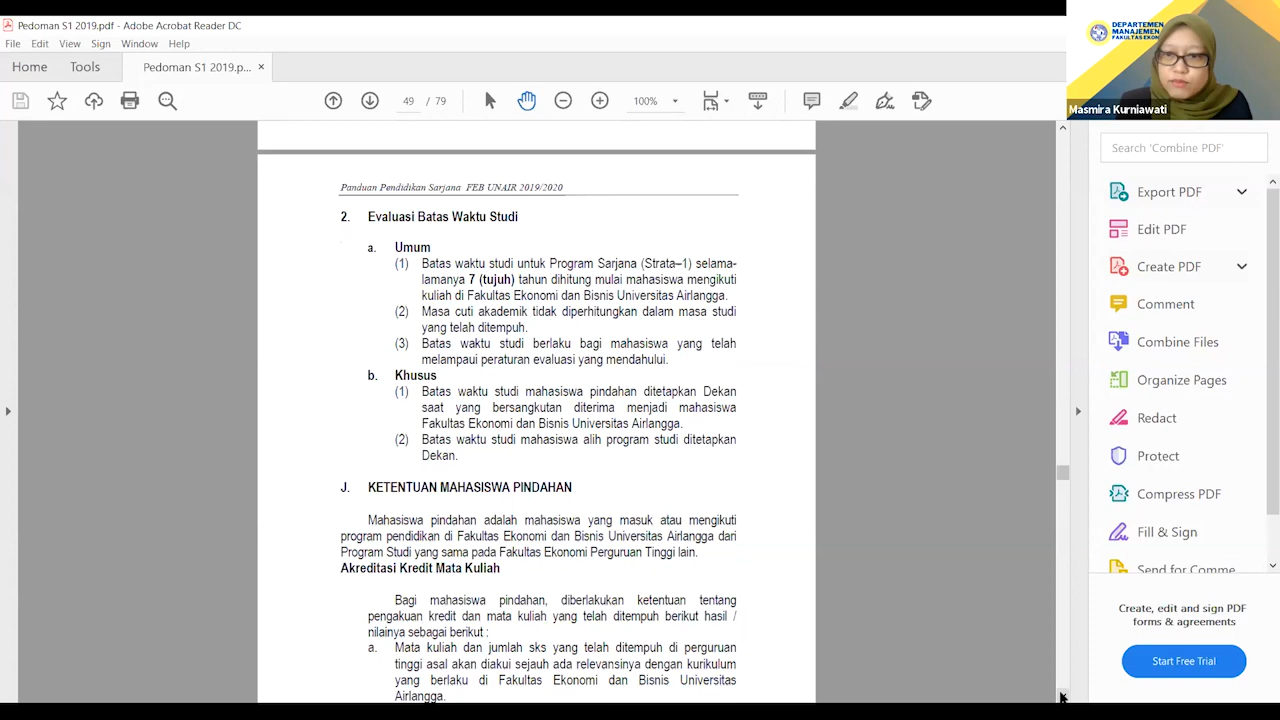 Pedoman S1 2019.pdf - Adobe Acrobat Reader DC
File Edit View Sign Window Help
Home Tools Pedoman S1 2019.p... ×
49 / 79 100%
DEPARTEMEN
MANAJEMEN
FAKULTAS EKO
Masmira Kurniawati
Panduan Pendidikan Sarjana FEB UNAIR 2019/2020
2. Evaluasi Batas Waktu Studi
a. Umum
(1) Batas waktu studi untuk Program Sarjana (Strata–1) selama-
lamanya 7 (tujuh) tahun dihitung mulai mahasiswa mengikuti
kuliah di Fakultas Ekonomi dan Bisnis Universitas Airlangga.
(2) Masa cuti akademik tidak diperhitungkan dalam masa studi
yang telah ditempuh.
(3) Batas waktu studi berlaku bagi mahasiswa yang telah
melampaui peraturan evaluasi yang mendahului.
b. Khusus
(1) Batas waktu studi mahasiswa pindahan ditetapkan Dekan
saat yang bersangkutan diterima menjadi mahasiswa
Fakultas Ekonomi dan Bisnis Universitas Airlangga.
(2) Batas waktu studi mahasiswa alih program studi ditetapkan
Dekan.
J. KETENTUAN MAHASISWA PINDAHAN
Mahasiswa pindahan adalah mahasiswa yang masuk atau mengikuti
program pendidikan di Fakultas Ekonomi dan Bisnis Universitas Airlangga dari
Program Studi yang sama pada Fakultas Ekonomi Perguruan Tinggi lain.
Akreditasi Kredit Mata Kuliah
Bagi mahasiswa pindahan, diberlakukan ketentuan tentang
pengakuan kredit dan mata kuliah yang telah ditempuh berikut hasil /
nilainya sebagai berikut :
a. Mata kuliah dan jumlah sks yang telah ditempuh di perguruan
tinggi asal akan diakui sejauh ada relevansinya dengan kurikulum
yang berlaku di Fakultas Ekonomi dan Bisnis Universitas
Airlangga.
Search 'Combine PDF'
Export PDF
Edit PDF
Create PDF
Comment
Combine Files
Organize Pages
Redact
Protect
Compress PDF
Fill & Sign
Send for Comme
Create, edit and sign PDF
forms & agreements
Start Free Trial